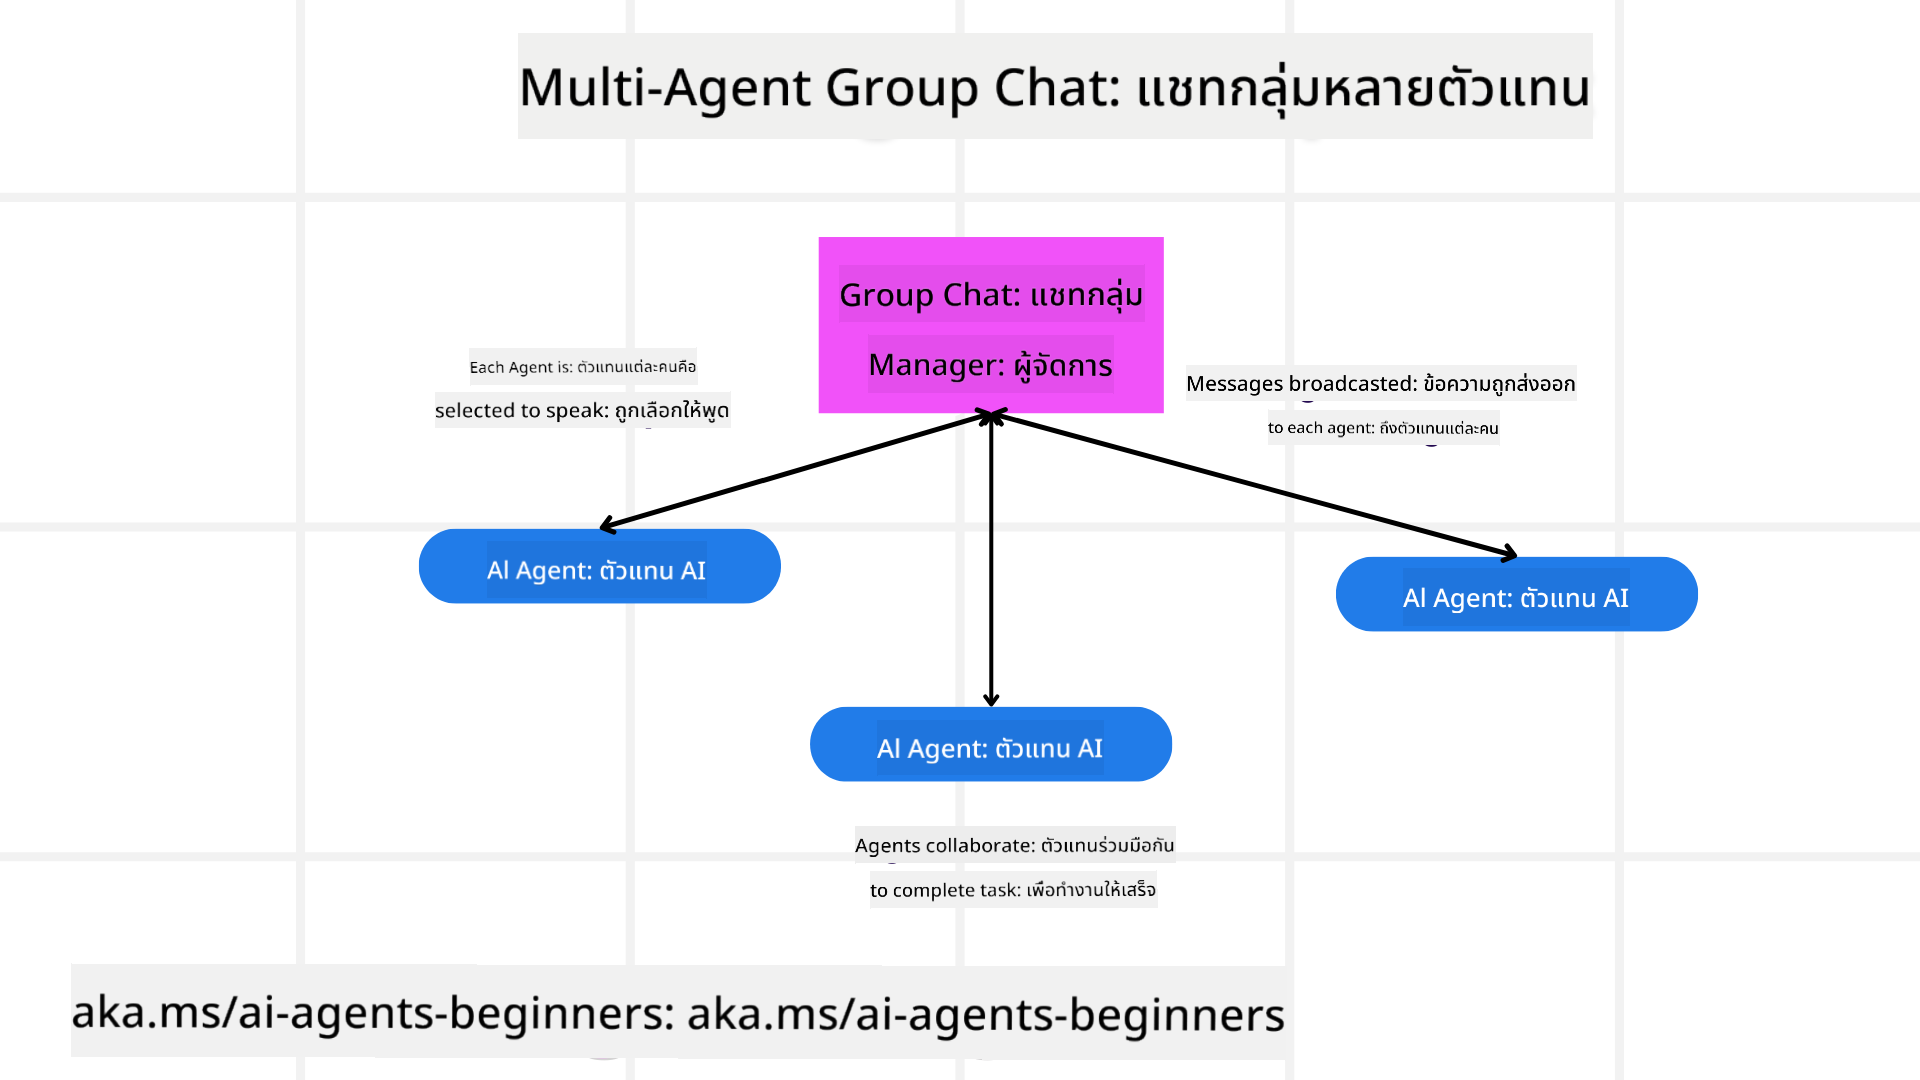 Multi-Agent Group Chat: แชทกลุ่มหลายตัวแทน
Group Chat: แชทกลุ่ม
Manager: ผู้จัดการ
Each Agent is: ตัวแทนแต่ละคนคือ
selected to speak: ถูกเลือกให้พูด
Messages broadcasted: ข้อความถูกส่งออก
to each agent: ถึงตัวแทนแต่ละคน
Al Agent: ตัวแทน AI
Al Agent: ตัวแทน AI
Al Agent: ตัวแทน AI
Agents collaborate: ตัวแทนร่วมมือกัน
to complete task: เพื่อทำงานให้เสร็จ
aka.ms/ai-agents-beginners: aka.ms/ai-agents-beginners